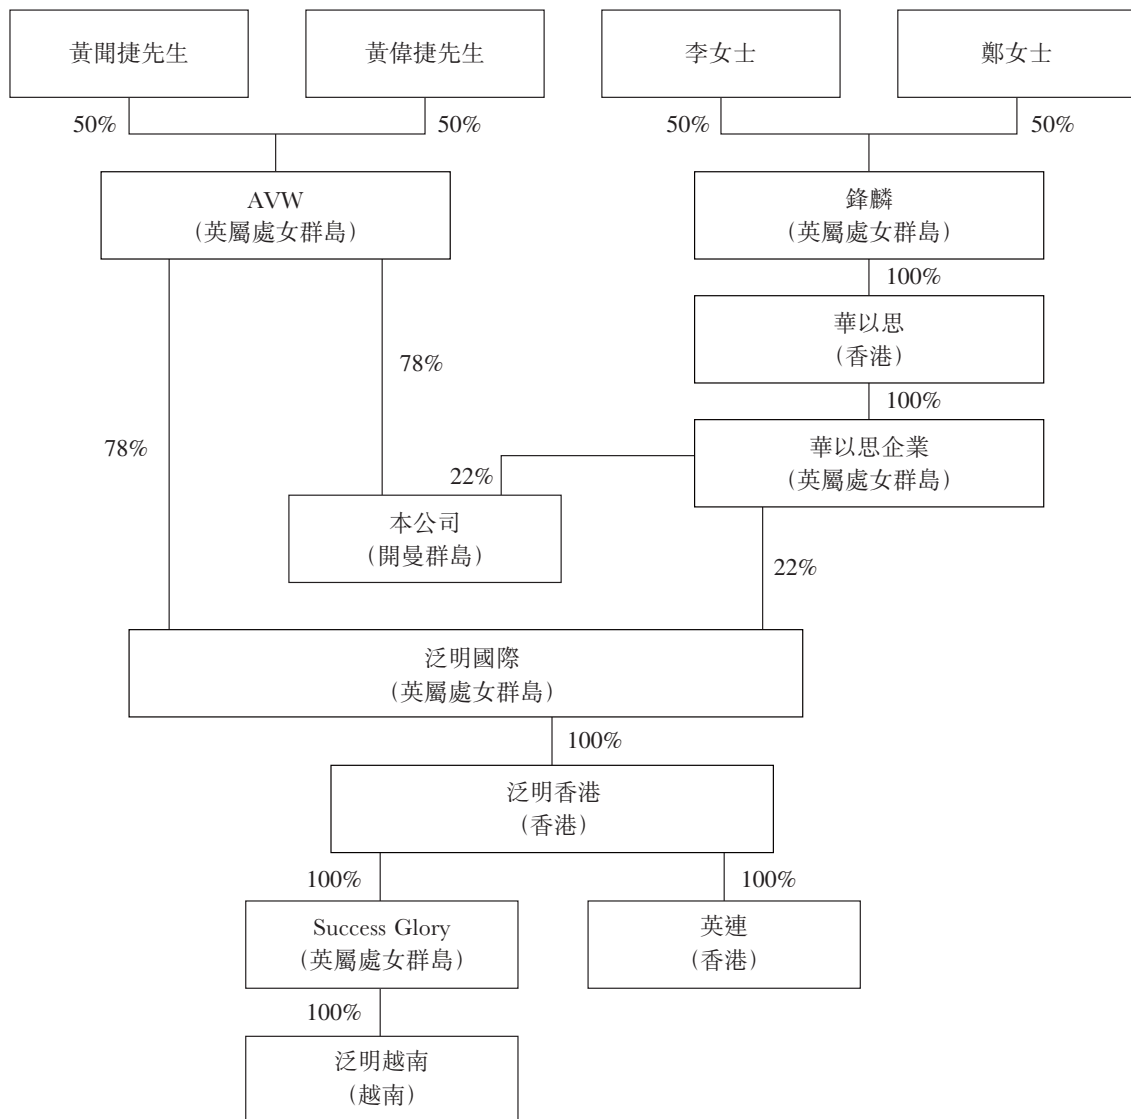 黃聞捷先生
黃偉捷先生
李女士
鄭女士
50%
50%
50%
50%
AVW
(英屬處女群島)
鋒麟
(英屬處女群島)
100%
華以思
(香港)
78%
100%
78%
華以思企業
(英屬處女群島)
22%
本公司
(開曼群島)
22%
泛明國際
(英屬處女群島)
100%
泛明香港
(香港)
100%
100%
Success Glory
(英屬處女群島)
英連
(香港)
100%
泛明越南
(越南)